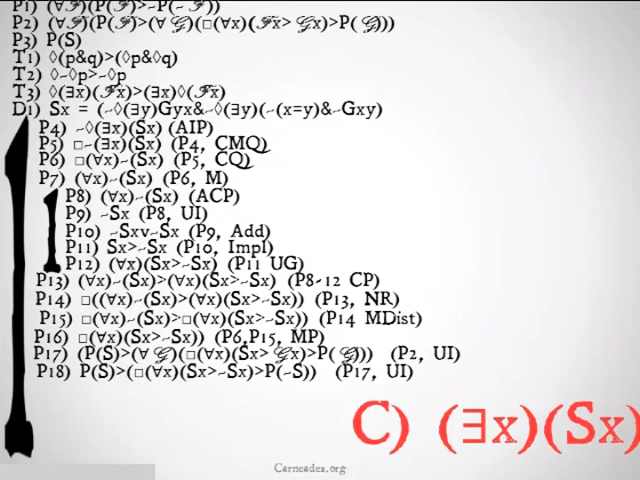 P1) (∀ℱ)(P(ℱ)>~P(~ℱ))
P2) (∀ℱ)(P(ℱ)>(∀𝒢)(□(∀x)(ℱx>𝒢x)>P(𝒢)))
P3) P(S)
T1) ◊(p&q)>(◊p&◊q)
T2) ◊~◊p>~◊p
T3) ◊(∃x)(ℱx)>(∃x)◊(ℱx)
D1) Sx = (~◊(∃y)Gyx&~◊(∃y)(~(x=y)&~Gxy)
P4) ~◊(∃x)(Sx) (AIP)
P5) □~(∃x)(Sx) (P4, CMQ)
P6) □(∀x)~(Sx) (P5, CQ)
P7) (∀x)~(Sx) (P6, M)
P8) (∀x)~(Sx) (ACP)
P9) ~Sx (P8, UI)
P10) ~Sxv~Sx (P9, Add)
P11) Sx>~Sx (P10, Impl)
P12) (∀x)(Sx>~Sx) (P11 UG)
P13) (∀x)~(Sx)>(∀x)(Sx>~Sx) (P8-12 CP)
P14) □((∀x)~(Sx)>(∀x)(Sx>~Sx)) (P13, NR)
P15) □(∀x)~(Sx)>□(∀x)(Sx>~Sx)) (P14 MDist)
P16) □(∀x)(Sx>~Sx)) (P6,P15, MP)
P17) (P(S)>(∀𝒢)(□(∀x)(Sx>𝒢x)>P(𝒢))) (P2, UI)
P18) P(S)>(□(∀x)(Sx>~Sx)>P(~S)) (P17, UI)
C) (∃x)(Sx)
Carneades.org